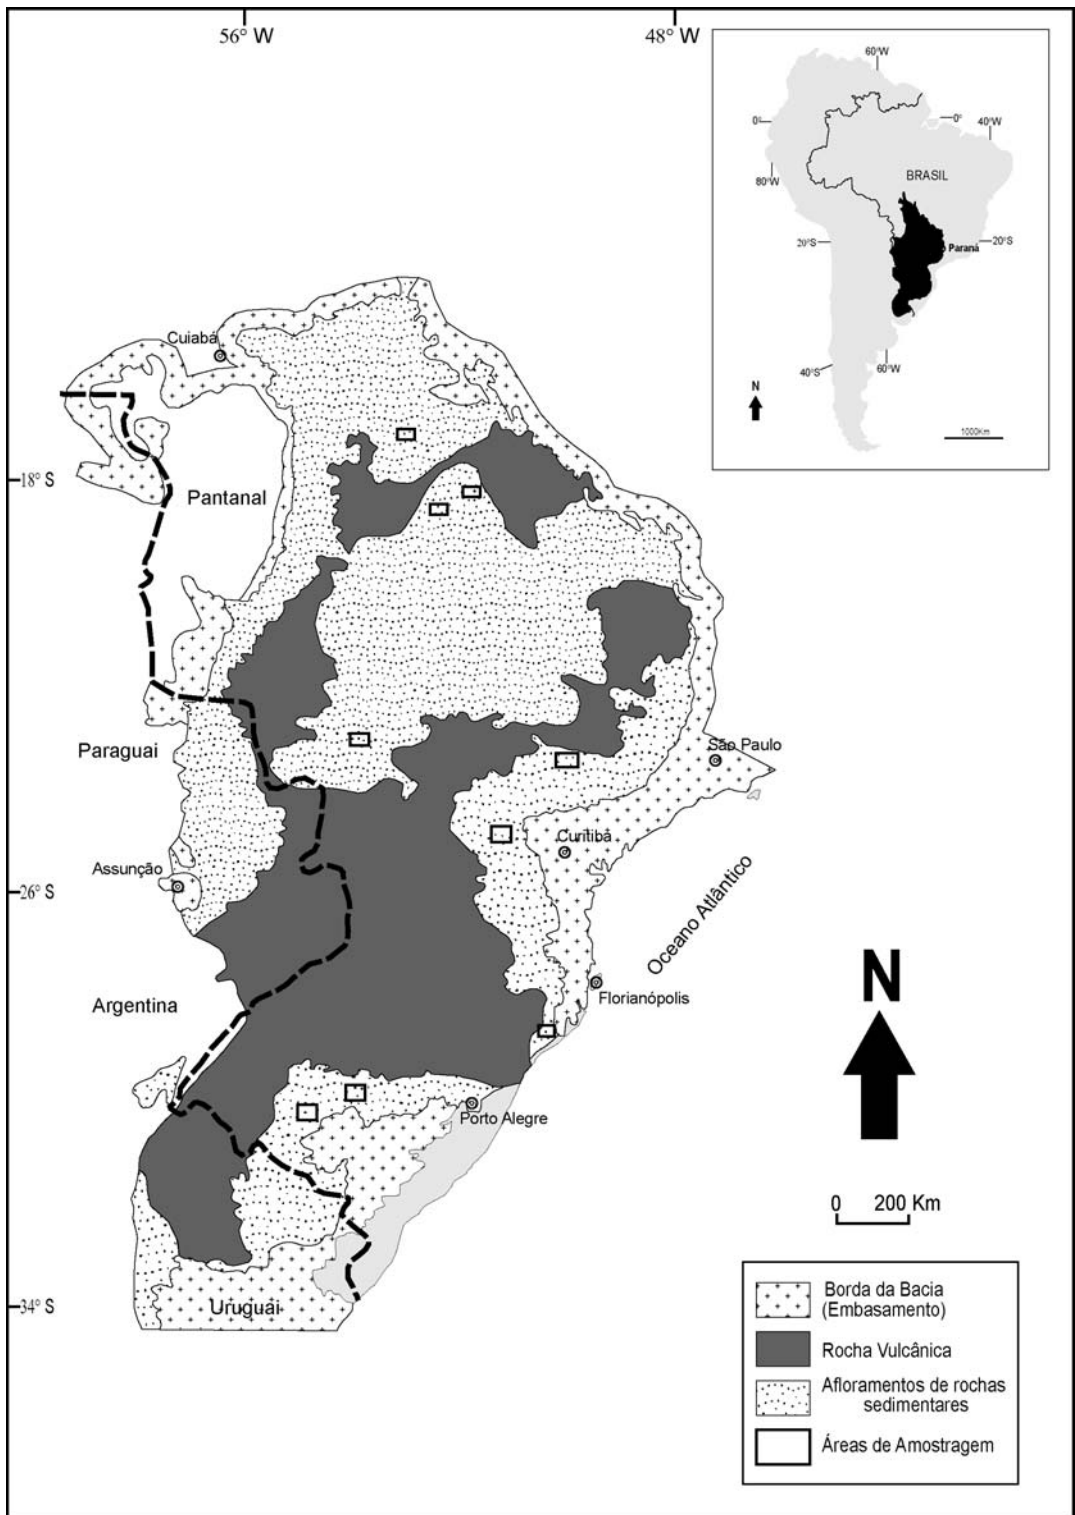 56° W
48° W
60°W
0°
0°
40°W
80°W
BRASIL
20°S
Paraná
20°S
40°S
60°W
N
1000Km
Cuiabá
18° S
Pantanal
Paraguai
São Paulo
Curitiba
Assunção
26° S
Oceano Atlântico
Argentina
Florianópolis
N
Porto Alegre
0 200 Km
34° S
Uruguai
Borda da Bacia
(Embasamento)
Rocha Vulcânica
Afloramentos de rochas
sedimentares
Áreas de Amostragem